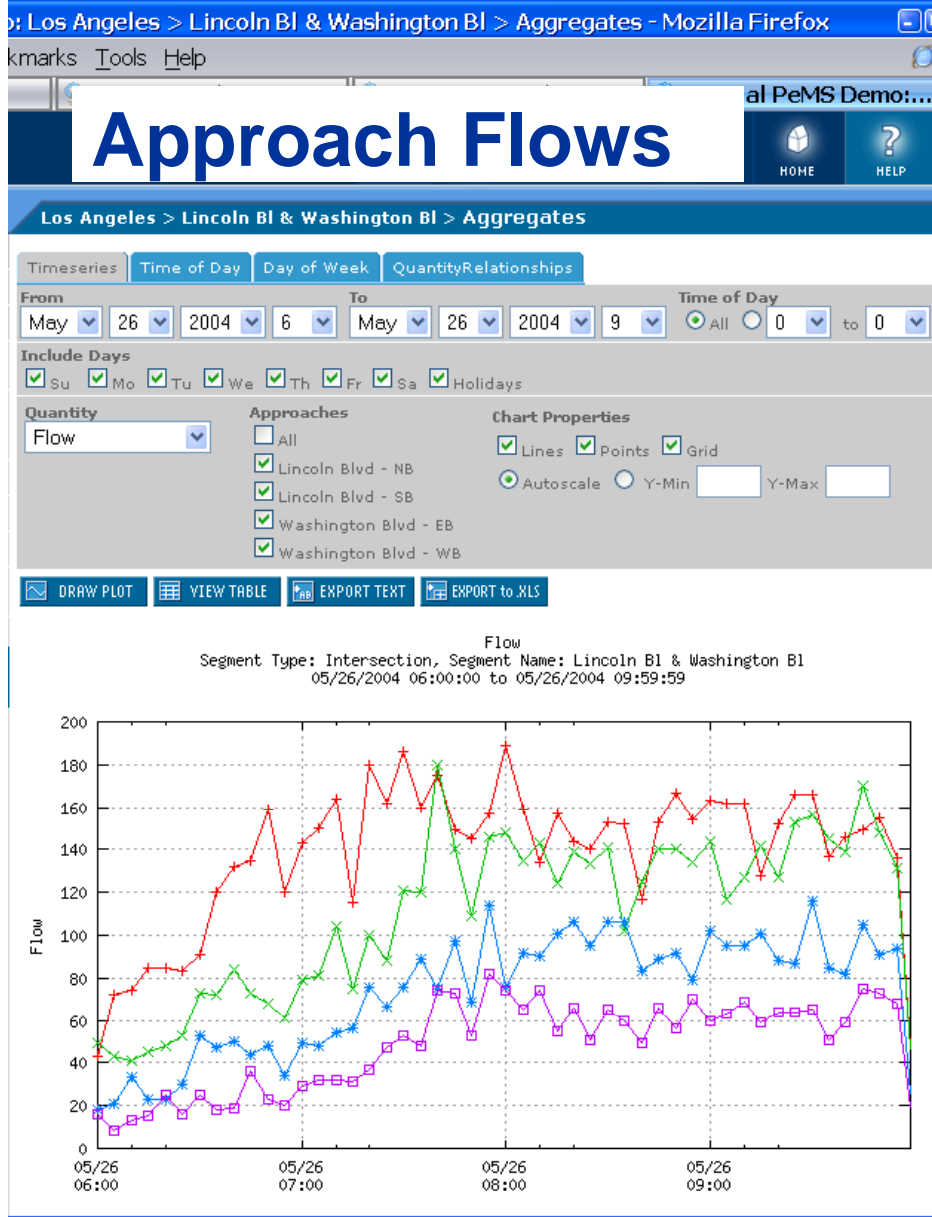 o: Los Angeles > Lincoln Bl & Washington Bl > Aggregates - Mozilla Firefox
kmarks Tools Help
al PeMS Demo:...
Approach Flows
HOME HELP
Los Angeles > Lincoln Bl & Washington Bl > Aggregates
Timeseries Time of Day Day of Week QuantityRelationships
From To Time of Day
May 26 2004 6 May 26 2004 9 All 0 to 0
Include Days
Su Mo Tu We Th Fr Sa Holidays
Quantity Approaches Chart Properties
Flow All Lines Points Grid
Lincoln Blvd - NB Autoscale Y-Min Y-Max
Lincoln Blvd - SB
Washington Blvd - EB
Washington Blvd - WB
DRAW PLOT VIEW TABLE EXPORT TEXT EXPORT to .XLS
Flow
Segment Type: Intersection, Segment Name: Lincoln Bl & Washington Bl
05/26/2004 06:00:00 to 05/26/2004 09:59:59
200
180
160
140
120
100
Flow
80
60
40
20
0
05/26 05/26 05/26 05/26
06:00 07:00 08:00 09:00